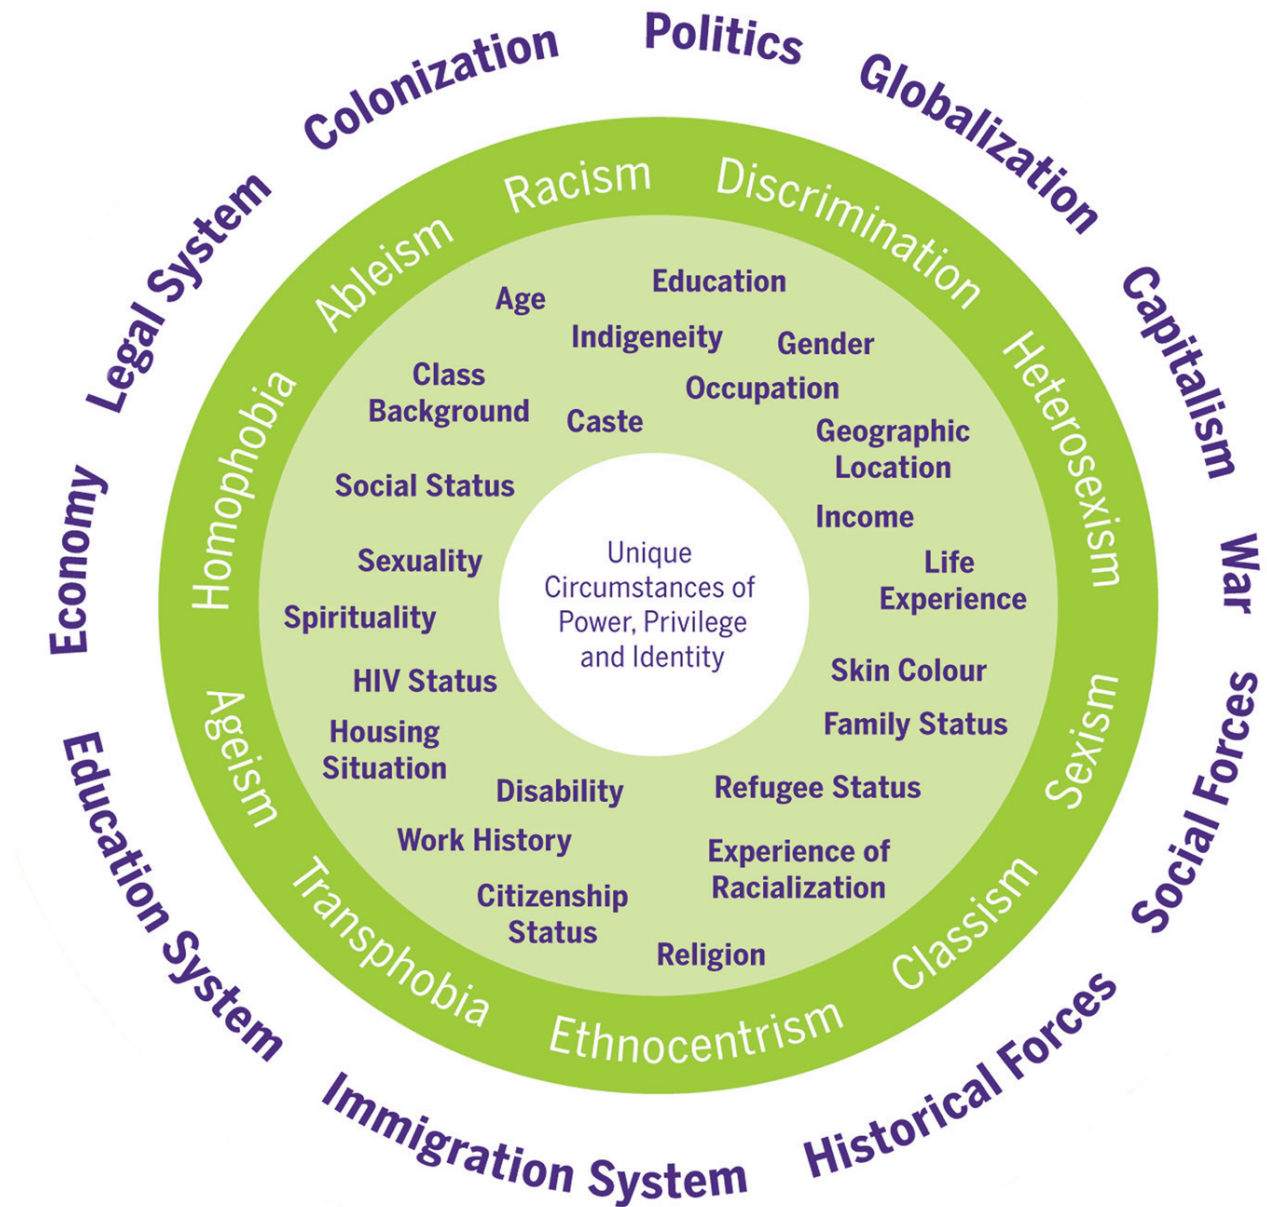 Politics
Globalization
Capitalism
War
Social Forces
Historical Forces
Immigration System
Education System
Economy
Legal System
Colonization
Racism
Discrimination
Heterosexism
Sexism
Classism
Ethnocentrism
Transphobia
Ageism
Homophobia
Ableism
Age
Education
Indigeneity
Gender
Class
Background
Occupation
Caste
Geographic
Location
Social Status
Income
Sexuality
Life
Experience
Spirituality
HIV Status
Skin Colour
Housing
Situation
Family Status
Disability
Refugee Status
Work History
Experience of
Racialization
Citizenship
Status
Religion
Unique
Circumstances of
Power, Privilege
and Identity